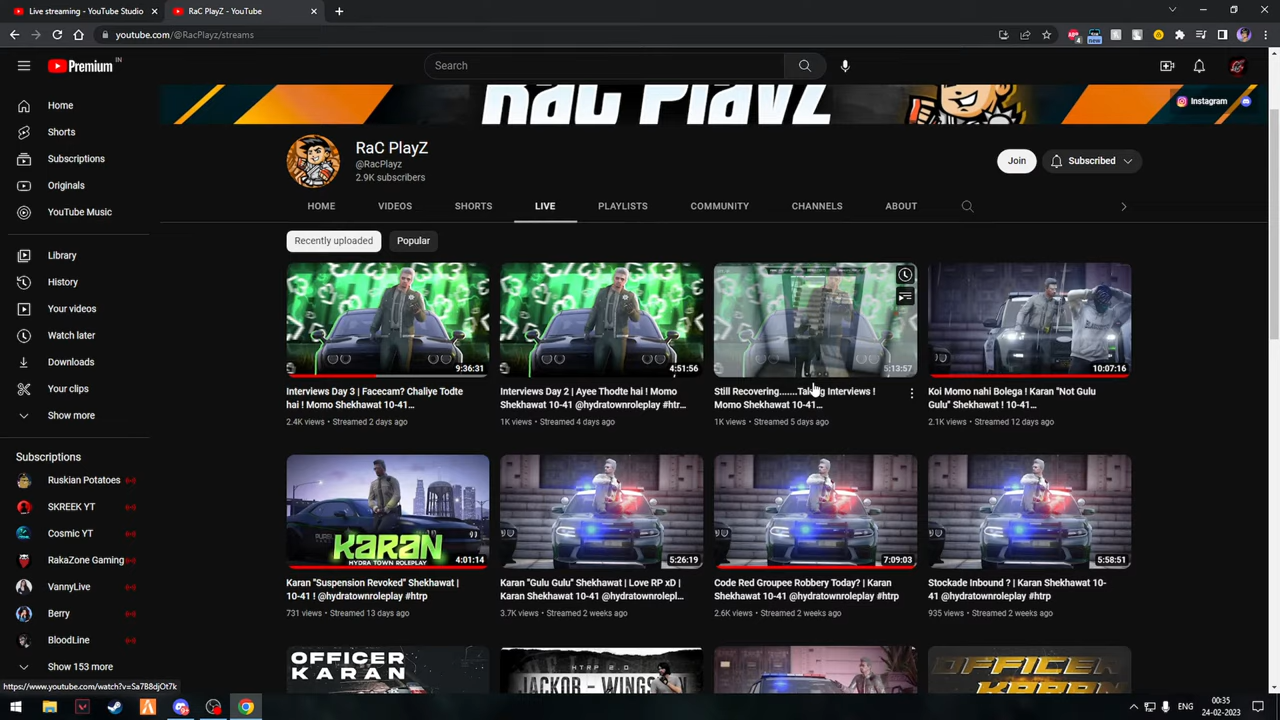 Live streaming - YouTube Studio
RaC PlayZ - YouTube
youtube.com/@RacPlayz/streams
Premium IN
Search
RaC PlayZ
Instagram
RaC PlayZ
@RacPlayz
2.9K subscribers
Join
Subscribed
HOME
VIDEOS
SHORTS
LIVE
PLAYLISTS
COMMUNITY
CHANNELS
ABOUT
Recently uploaded
Popular
9:36:31
4:51:56
5:13:57
10:07:16
Interviews Day 3 | Facecam? Chaliye Todte
hai ! Momo Shekhawat 10-41...
2.4K views • Streamed 2 days ago
Interviews Day 2 | Ayee Thodte hai ! Momo
Shekhawat 10-41 @hydratownroleplay #htr...
1K views • Streamed 4 days ago
Still Recovering.......Taking Interviews !
Momo Shekhawat 10-41...
1K views • Streamed 5 days ago
Koi Momo nahi Bolega ! Karan "Not Gulu
Gulu" Shekhawat ! 10-41...
2.1K views • Streamed 12 days ago
KARAN
HYDRA TOWN ROLEPLAY
4:01:14
5:26:19
7:09:03
5:58:51
Karan "Suspension Revoked" Shekhawat |
10-41 ! @hydratownroleplay #htrp
731 views • Streamed 13 days ago
Karan "Gulu Gulu" Shekhawat | Love RP xD |
Karan Shekhawat 10-41 @hydratownrolepl...
3.7K views • Streamed 2 weeks ago
Code Red Groupee Robbery Today? | Karan
Shekhawat 10-41 @hydratownroleplay #htrp
2.6K views • Streamed 2 weeks ago
Stockade Inbound ? | Karan Shekhawat 10-
41 @hydratownroleplay #htrp
935 views • Streamed 2 weeks ago
OFFICER
KARAN
HTRP 2.0
JACKOR - WINGS
OFFICER
KARAN
Home
Shorts
Subscriptions
Originals
YouTube Music
Library
History
Your videos
Watch later
Downloads
Your clips
Show more
Subscriptions
Ruskian Potatoes
SKREEK YT
Cosmic YT
RakaZone Gaming
VannyLive
Berry
BloodLine
Show 153 more
https://www.youtube.com/watch?v=Sa7B8djOt7k
ENG
00:35
24-02-2023